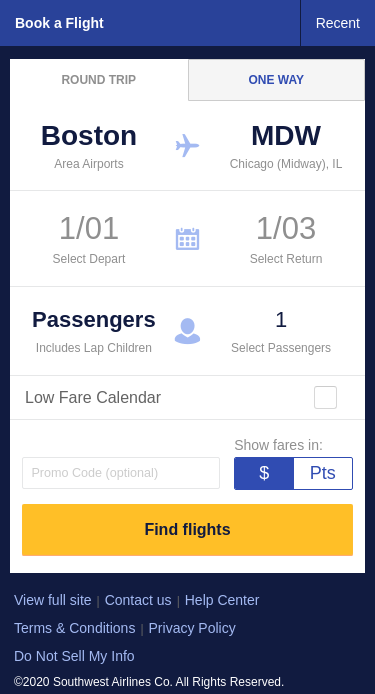 Book a Flight Recent
ROUND TRIP ONE WAY
Boston MDW
Area Airports Chicago (Midway), IL
1/01 1/03
Select Depart Select Return
Passengers 1
Includes Lap Children Select Passengers
Low Fare Calendar
Show fares in:
Promo Code (optional) $ Pts
Find flights
View full site | Contact us | Help Center
Terms & Conditions | Privacy Policy
Do Not Sell My Info
©2020 Southwest Airlines Co. All Rights Reserved.